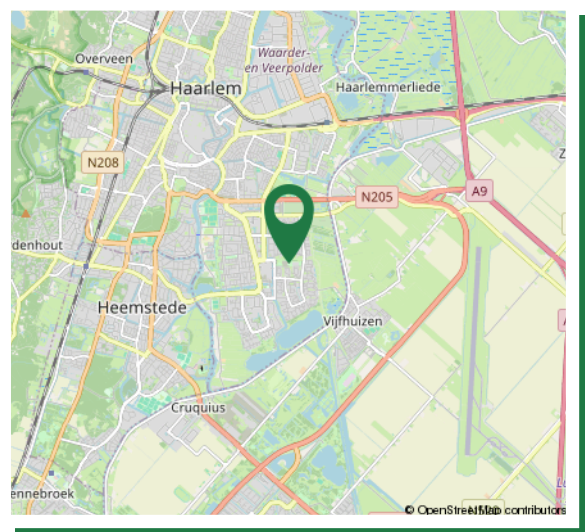 Overveen
Waarder-
en Veerpolder
Haarlem
Haarlemmerliede
N208
N205
A9
denhout
Heemstede
Vijfhuizen
Cruquius
ennebroek
© OpenStreetMap contributors